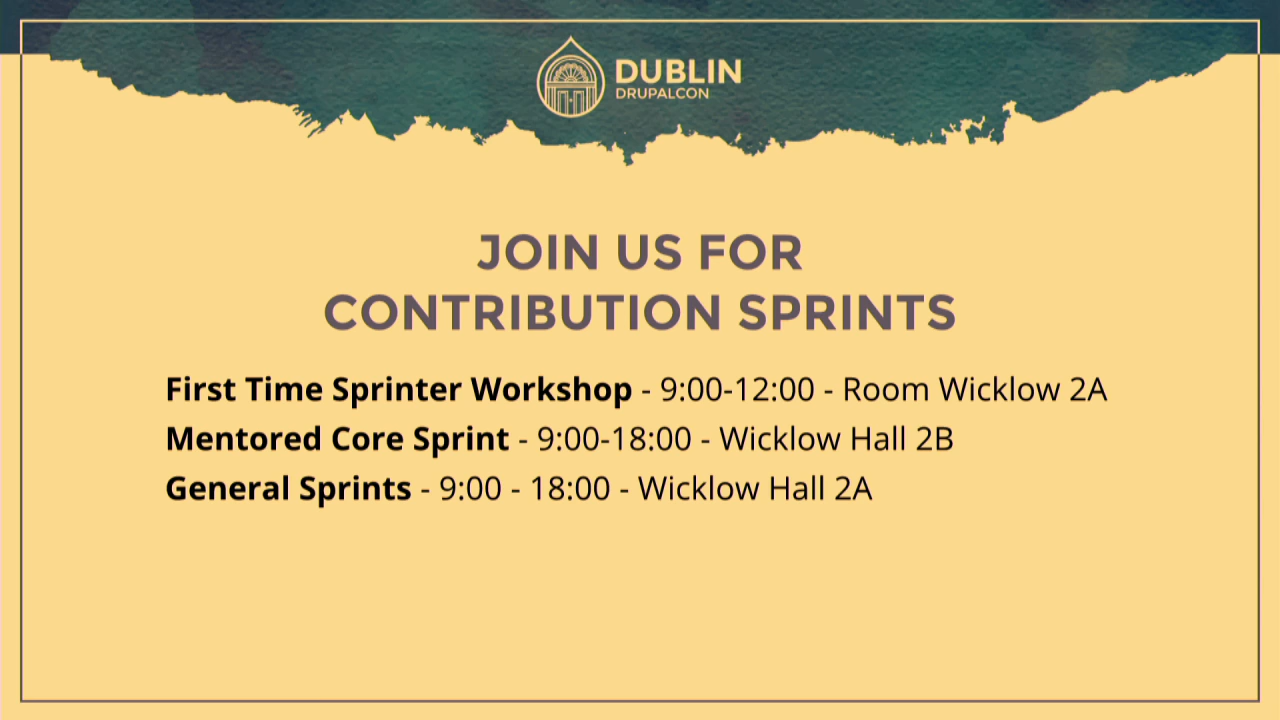 DUBLIN
DRUPALCON
JOIN US FOR
CONTRIBUTION SPRINTS
First Time Sprinter Workshop - 9:00-12:00 - Room Wicklow 2A
Mentored Core Sprint - 9:00-18:00 - Wicklow Hall 2B
General Sprints - 9:00 - 18:00 - Wicklow Hall 2A